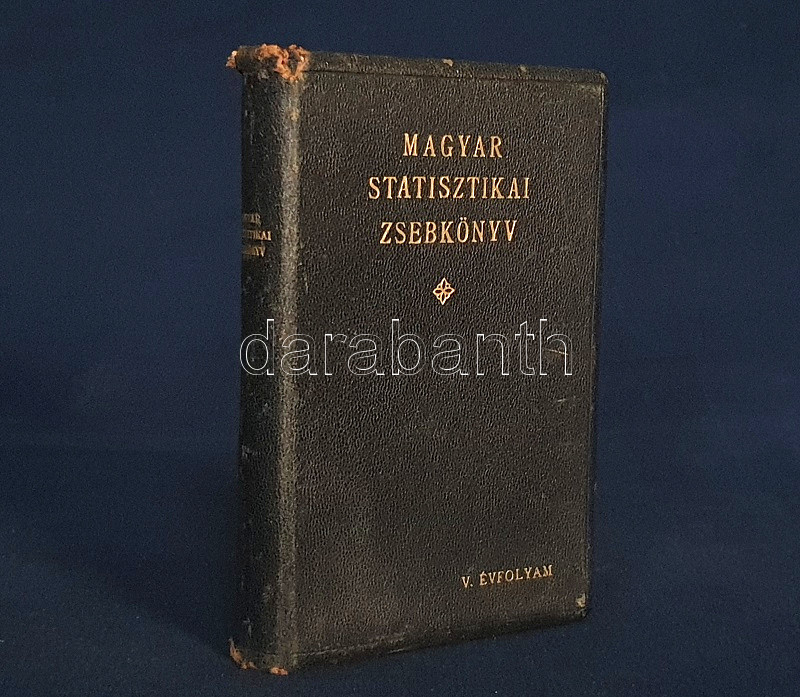 MAGYAR
STATISZTIKAI
ZSEBKÖNYV
V. ÉVFOLYAM
darabanth